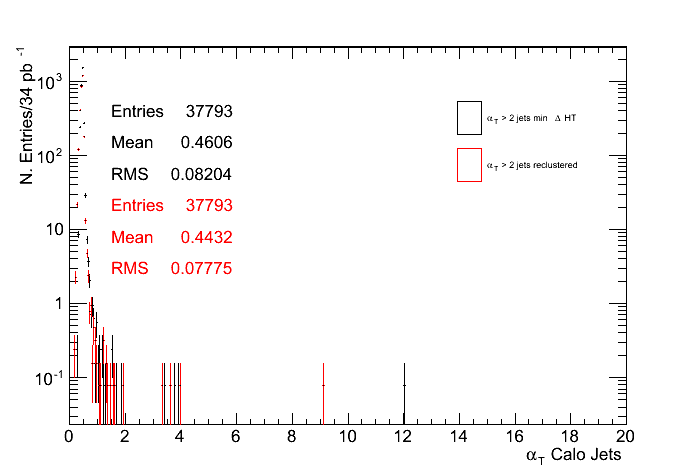 N. Entries/34 pb⁻¹
10³
10²
10
1
10⁻¹
Entries 37793
Mean 0.4606
RMS 0.08204
Entries 37793
Mean 0.4432
RMS 0.07775
α_T > 2 jets min Δ HT
α_T > 2 jets reclustered
0 2 4 6 8 10 12 14 16 18 20
α_T Calo Jets